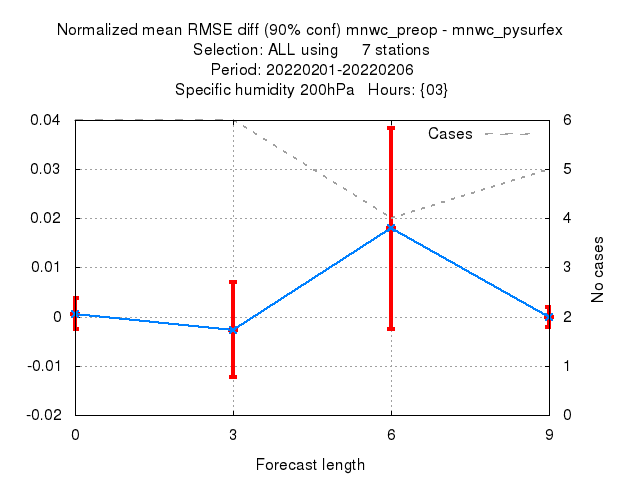 Normalized mean RMSE diff (90% conf) mnwc_preop - mnwc_pysurfex
Selection: ALL using 7 stations
Period: 20220201-20220206
Specific humidity 200hPa Hours: {03}
Cases
0.04
0.03
0.02
0.01
0
-0.01
-0.02
6
5
4
3
2
1
0
No cases
0 3 6 9
Forecast length